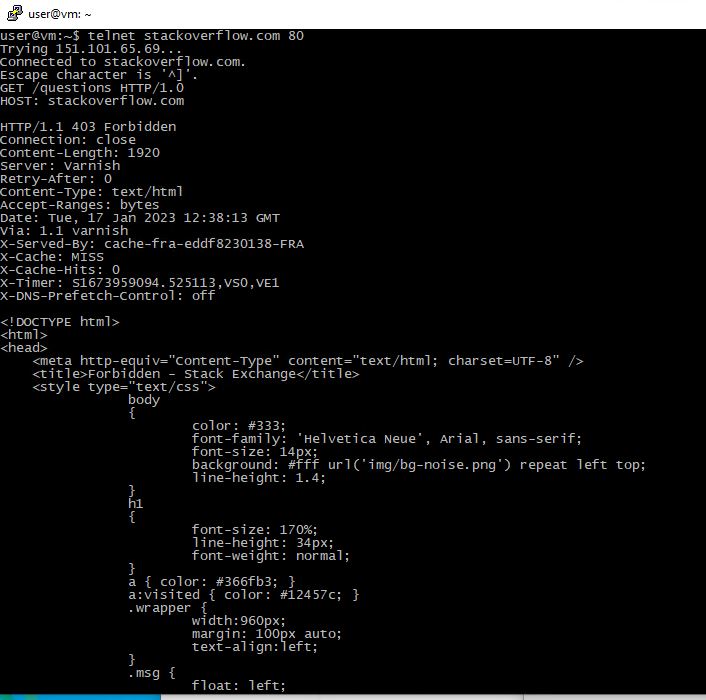 user@vm: ~
user@vm:~$ telnet stackoverflow.com 80
Trying 151.101.65.69...
Connected to stackoverflow.com.
Escape character is '^]'.
GET /questions HTTP/1.0
HOST: stackoverflow.com

HTTP/1.1 403 Forbidden
Connection: close
Content-Length: 1920
Server: Varnish
Retry-After: 0
Content-Type: text/html
Accept-Ranges: bytes
Date: Tue, 17 Jan 2023 12:38:13 GMT
Via: 1.1 varnish
X-Served-By: cache-fra-eddf8230138-FRA
X-Cache: MISS
X-Cache-Hits: 0
X-Timer: S1673959094.525113,VS0,VE1
X-DNS-Prefetch-Control: off

<!DOCTYPE html>
<html>
<head>
    <meta http-equiv="Content-Type" content="text/html; charset=UTF-8" />
    <title>Forbidden - Stack Exchange</title>
    <style type="text/css">
                body
                {
                        color: #333;
                        font-family: 'Helvetica Neue', Arial, sans-serif;
                        font-size: 14px;
                        background: #fff url('img/bg-noise.png') repeat left top;
                        line-height: 1.4;
                }
                h1
                {
                        font-size: 170%;
                        line-height: 34px;
                        font-weight: normal;
                }
                a { color: #366fb3; }
                a:visited { color: #12457c; }
                .wrapper {
                        width:960px;
                        margin: 100px auto;
                        text-align:left;
                }
                .msg {
                        float: left;